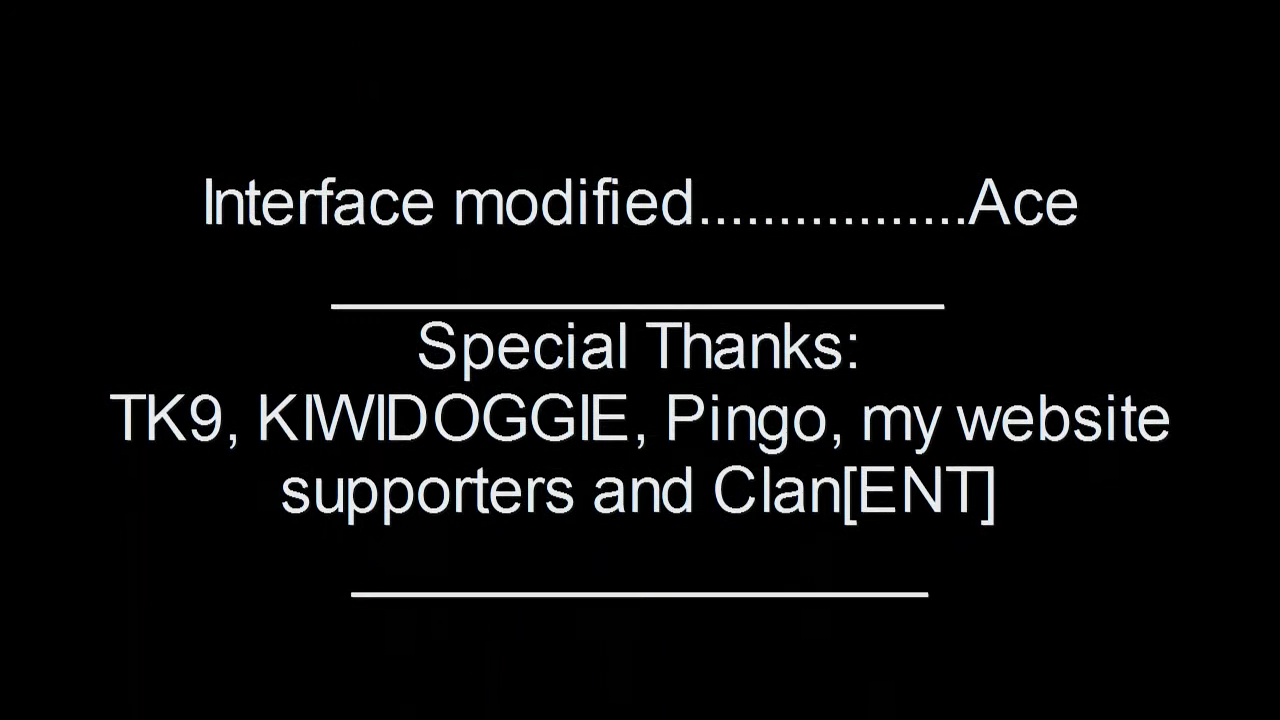 Interface modified.................Ace
Special Thanks:
TK9, KIWIDOGGIE, Pingo, my website
supporters and Clan[ENT]